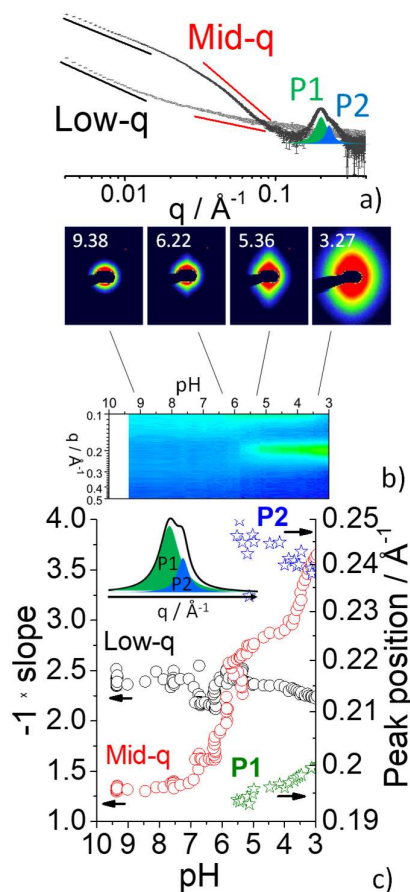 Mid-q
P1
P2
Low-q
0.01 0.1
q / Å⁻¹ a)
9.38 6.22 5.36 3.27
pH
10 9 8 7 6 5 4 3
0.1
0.2
0.3
0.4
0.5
q / Å⁻¹
b)
4.0 3.5 3.0 2.5 2.0 1.5 1.0
-1 × slope
P1
P2
q / Å⁻¹
P2
Low-q
Mid-q
P1
0.25
0.24
0.23
0.22
0.21
0.20
0.19
Peak position / Å⁻¹
10 9 8 7 6 5 4 3
pH c)